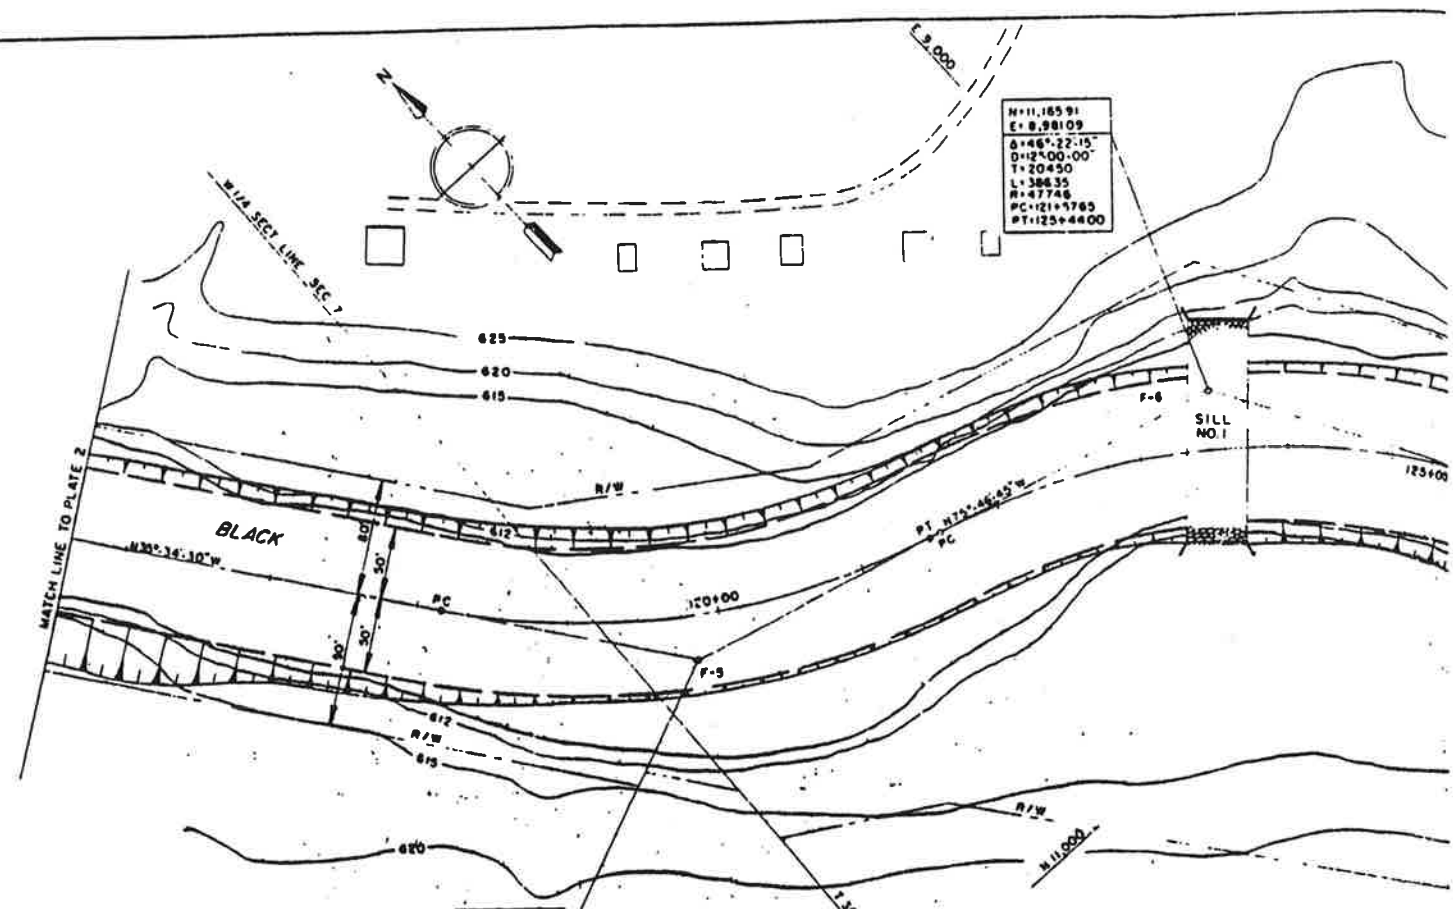 E 9,000
N
N=11,165.91
E=8,981.09
Δ=46°-22'-15"
D=12°-00'-00"
T=204.50
L=386.35
R=477.46
PC=121+57.65
PT=125+44.00
W 1/4 SECT LINE SEC 7
625
620
615
F-6
SILL
NO. 1
MATCH LINE TO PLATE 2
R/W
125+00
BLACK
612
80'
50'
PT N75°-46'-45"W
PC
N35°-34'-30"W
PC
120+00
90'
50'
F-5
612
R/W
615
R/W
620
N 11,000